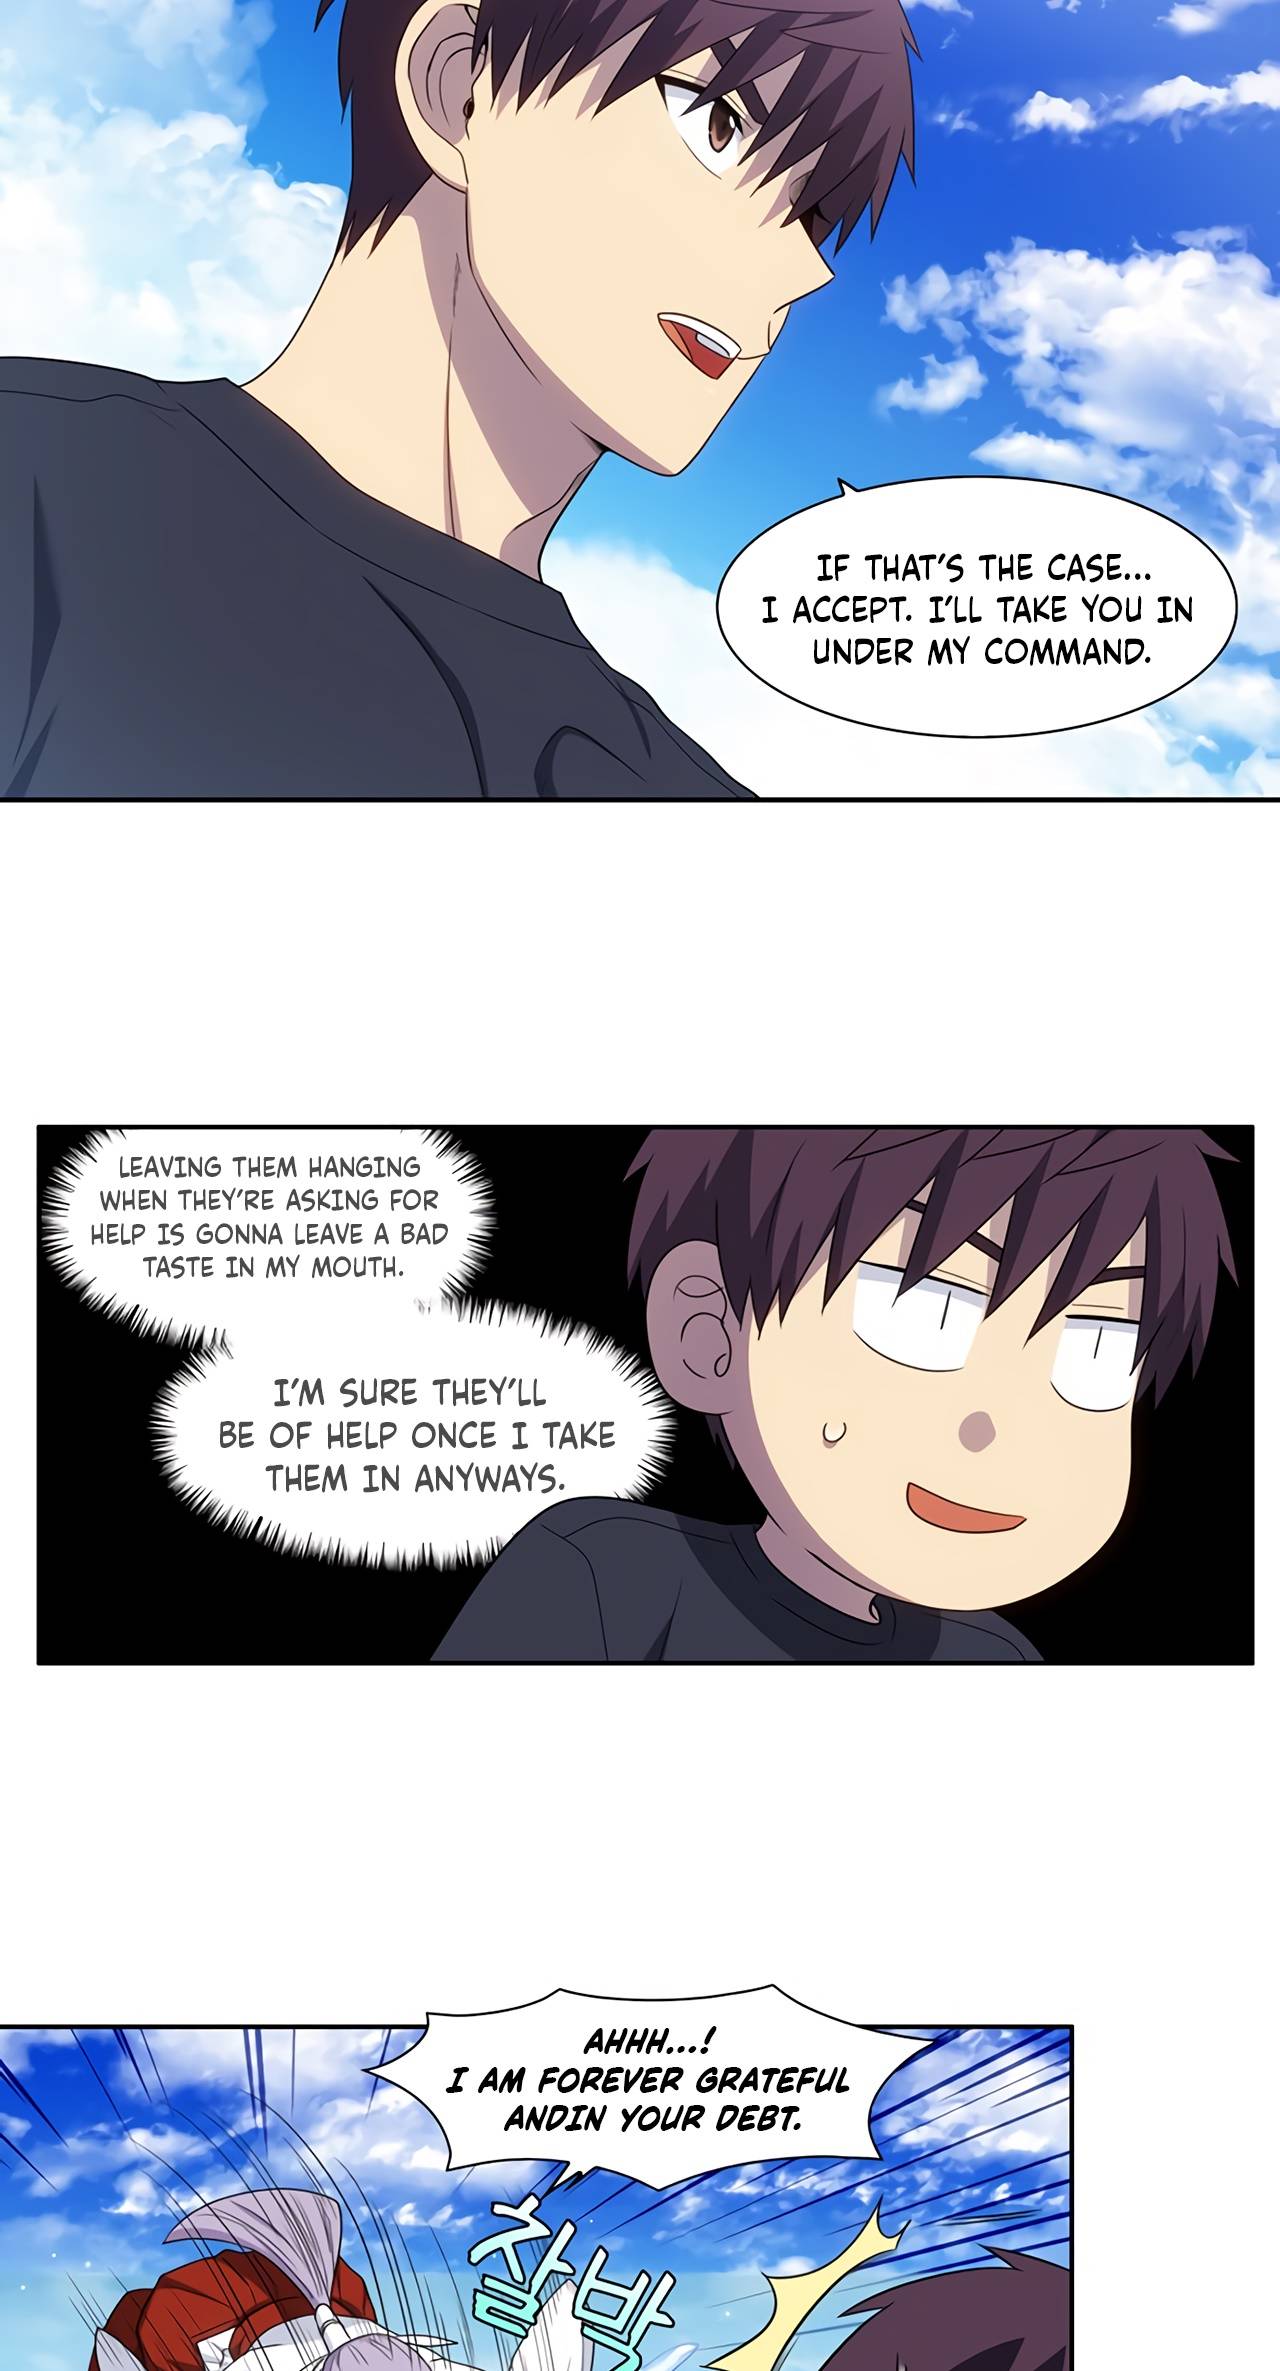 IF THAT'S THE CASE...
I ACCEPT. I'LL TAKE YOU IN
UNDER MY COMMAND.
LEAVING THEM HANGING
WHEN THEY'RE ASKING FOR
HELP IS GONNA LEAVE A BAD
TASTE IN MY MOUTH.
I'M SURE THEY'LL
BE OF HELP ONCE I TAKE
THEM IN ANYWAYS.
AHHH...!
I AM FOREVER GRATEFUL
ANDIN YOUR DEBT.
잘박